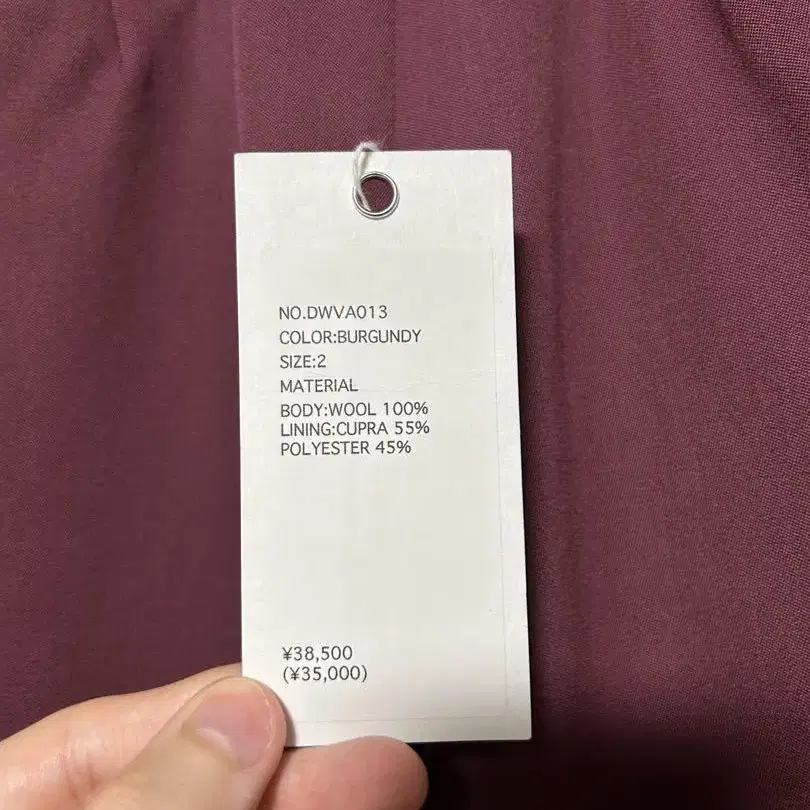 NO.DWVA013
COLOR:BURGUNDY
SIZE:2
MATERIAL
BODY:WOOL 100%
LINING:CUPRA 55%
POLYESTER 45%
¥38,500
(¥35,000)